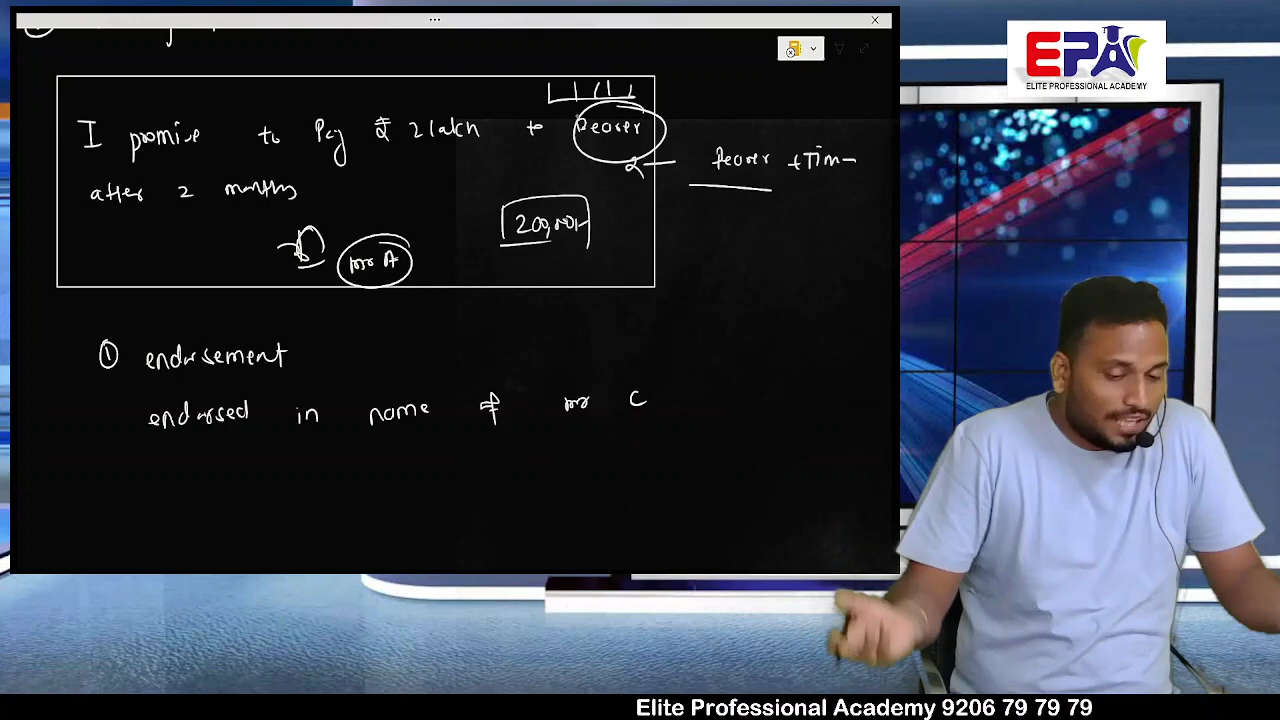 EPA
ELITE PROFESSIONAL ACADEMY
I promise to Pay ₹ 2 lakh to Bearer
after 2 months
Bearer + Time
200,000/-
mr A
① endorsement
endorsed in name of mr C
Elite Professional Academy 9206 79 79 79